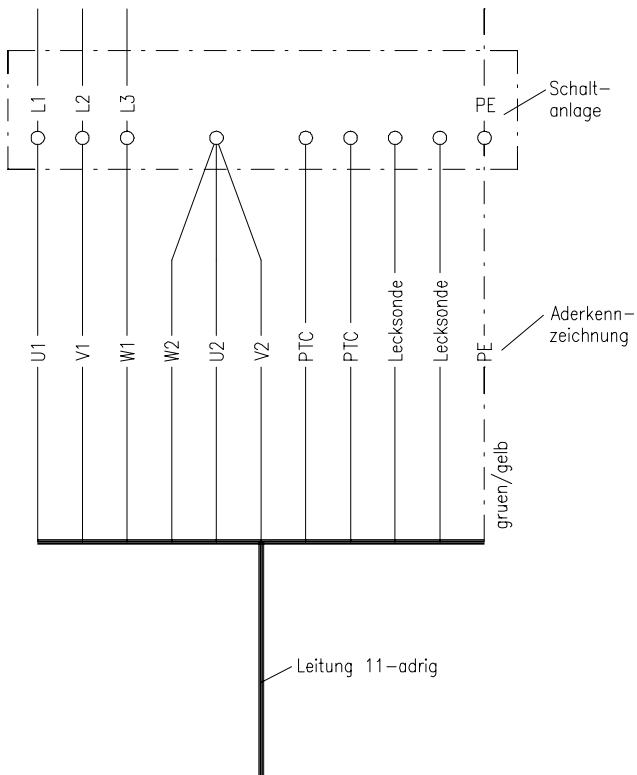 L1
L2
L3
PE
Schalt-
anlage
U1
V1
W1
W2
U2
V2
PTC
PTC
Lecksonde
Lecksonde
PE
Aderkenn-
zeichnung
gruen/gelb
Leitung 11-adrig